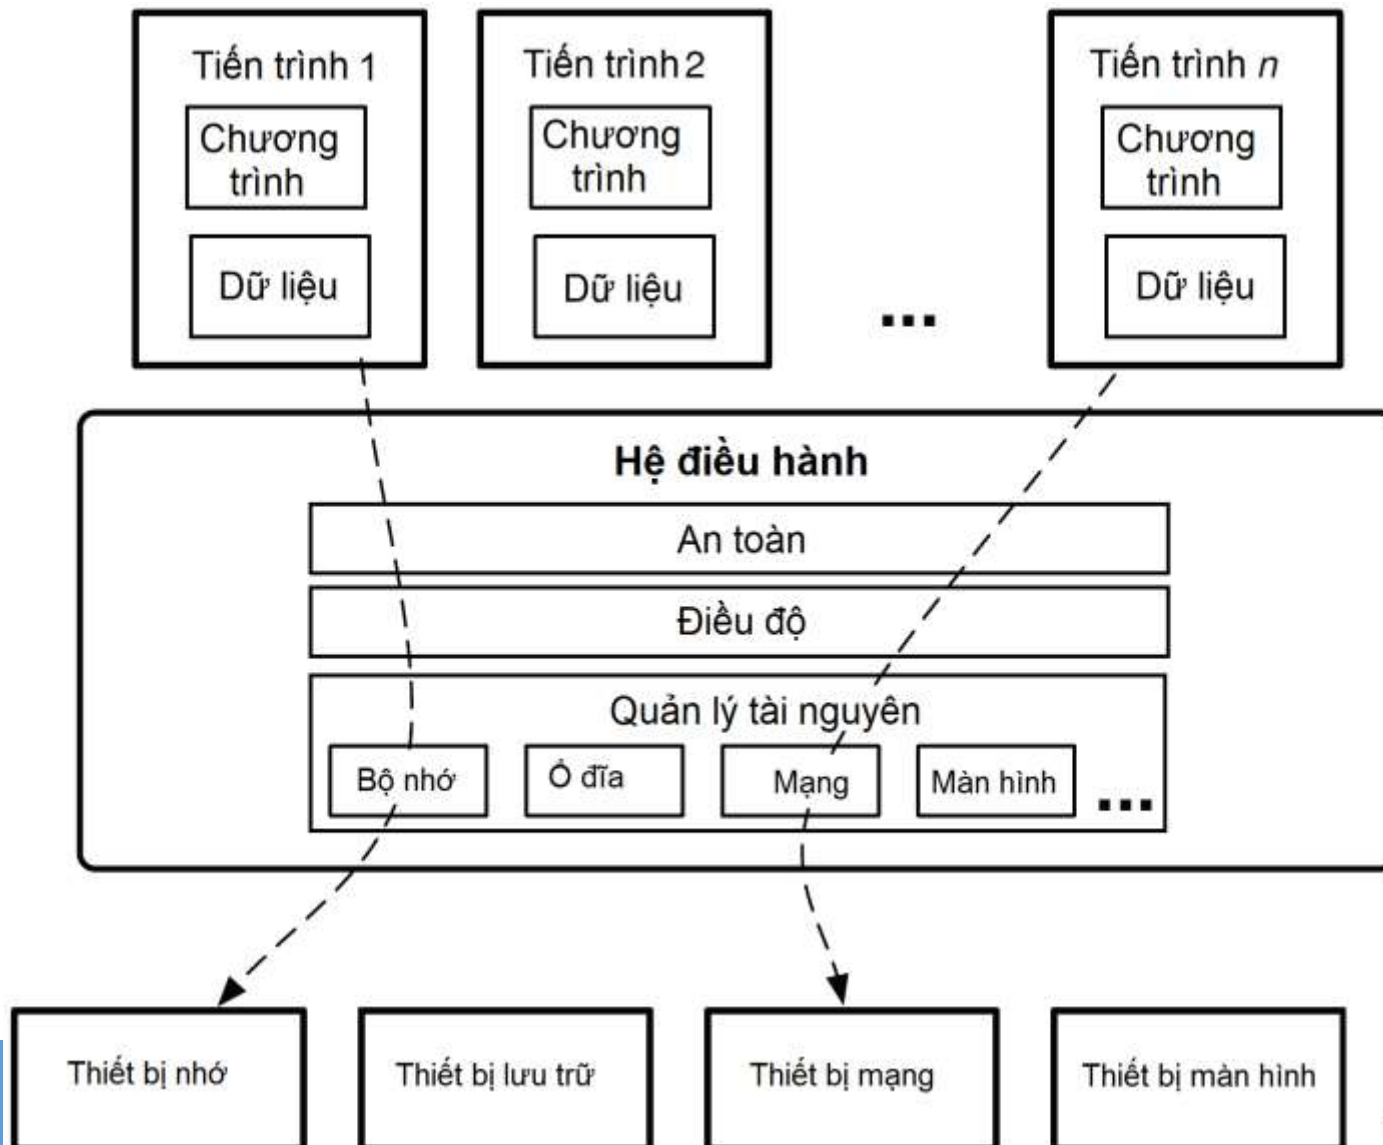 Tiến trình 1
Chương
trình
Dữ liệu
Tiến trình 2
Chương
trình
Dữ liệu
...
Tiến trình n
Chương
trình
Dữ liệu
Hệ điều hành
An toàn
Điều độ
Quản lý tài nguyên
Bộ nhớ
Ổ đĩa
Mạng
Màn hình
...
Thiết bị nhớ
Thiết bị lưu trữ
Thiết bị mạng
Thiết bị màn hình